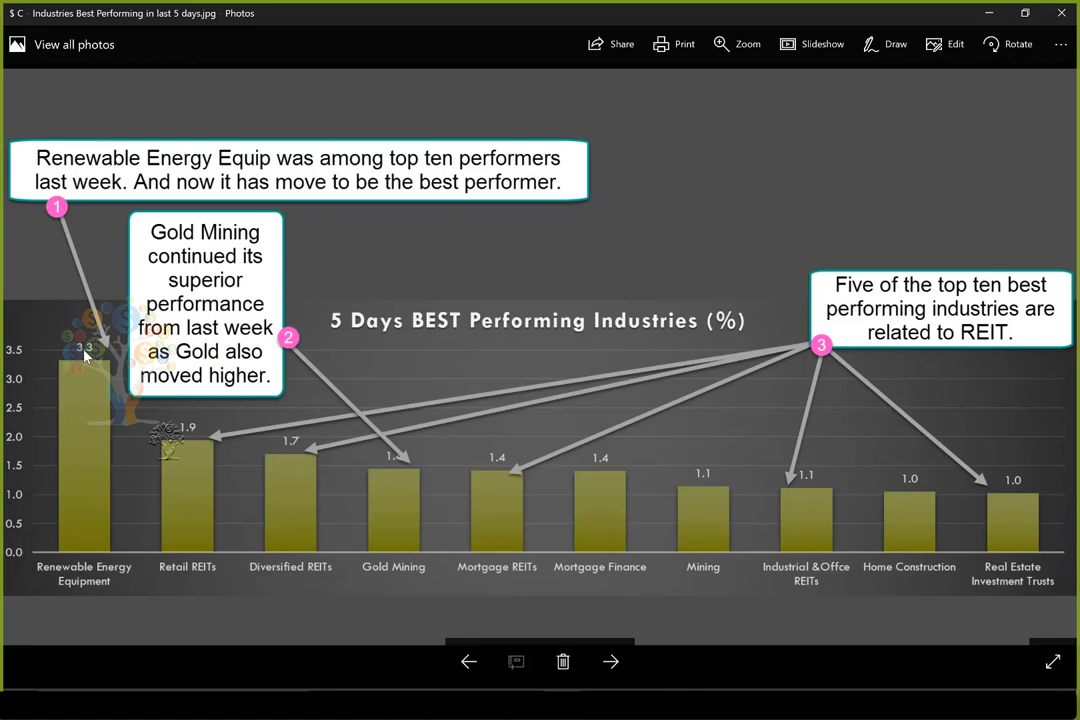 $ C - Industries Best Performing in last 5 days.jpg - Photos
View all photos
Share
Print
Zoom
Slideshow
Draw
Edit
Rotate
Renewable Energy Equip was among top ten performers
last week. And now it has move to be the best performer.
1
Gold Mining
continued its
superior
performance
from last week
as Gold also
moved higher.
2
Five of the top ten best
performing industries are
related to REIT.
3
5 Days BEST Performing Industries (%)
3.5
3.0
2.5
2.0
1.5
1.0
0.5
0.0
3.3
1.9
1.7
1.4
1.4
1.1
1.1
1.0
1.0
Renewable Energy
Equipment
Retail REITs
Diversified REITs
Gold Mining
Mortgage REITs
Mortgage Finance
Mining
Industrial &Offce
REITs
Home Construction
Real Estate
Investment Trusts